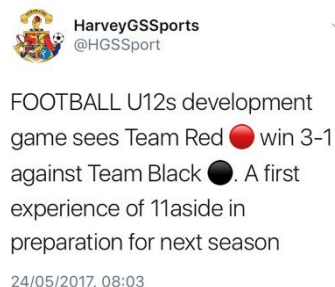 HarveyGSSports
@HGSSport
FOOTBALL U12s development
game sees Team Red 🔴 win 3-1
against Team Black ⚫. A first
experience of 11aside in
preparation for next season
24/05/2017, 08:03